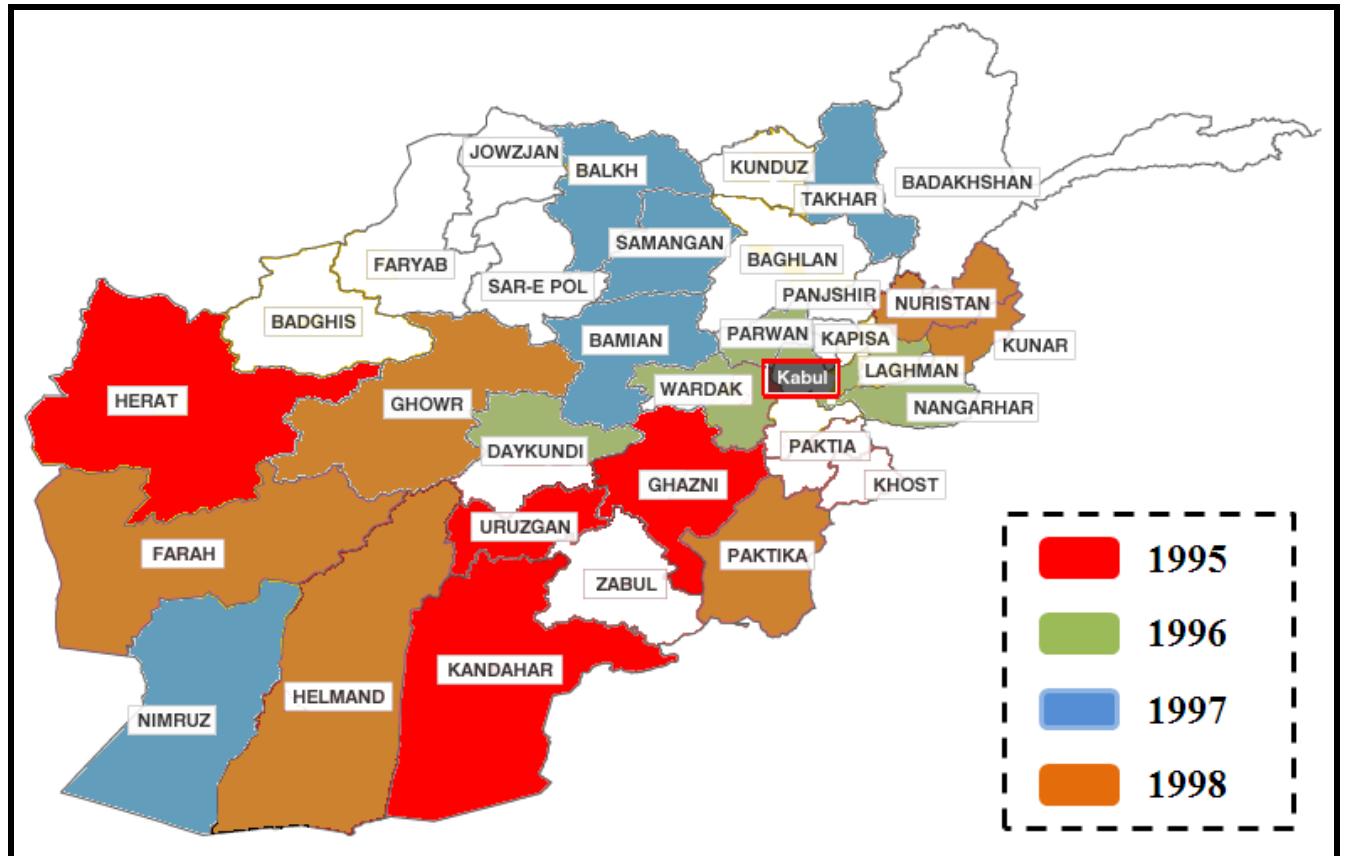 JOWZJAN
BALKH
KUNDUZ
TAKHAR
BADAKHSHAN
FARYAB
SAR-E POL
SAMANGAN
BAGHLAN
PANJSHIR
NURISTAN
BADGHIS
BAMIAN
PARWAN
KAPISA
KUNAR
HERAT
GHOWR
WARDAK
Kabul
LAGHMAN
NANGARHAR
DAYKUNDI
PAKTIA
GHAZNI
KHOST
URUZGAN
FARAH
PAKTIKA
ZABUL
KANDAHAR
HELMAND
NIMRUZ
1995
1996
1997
1998